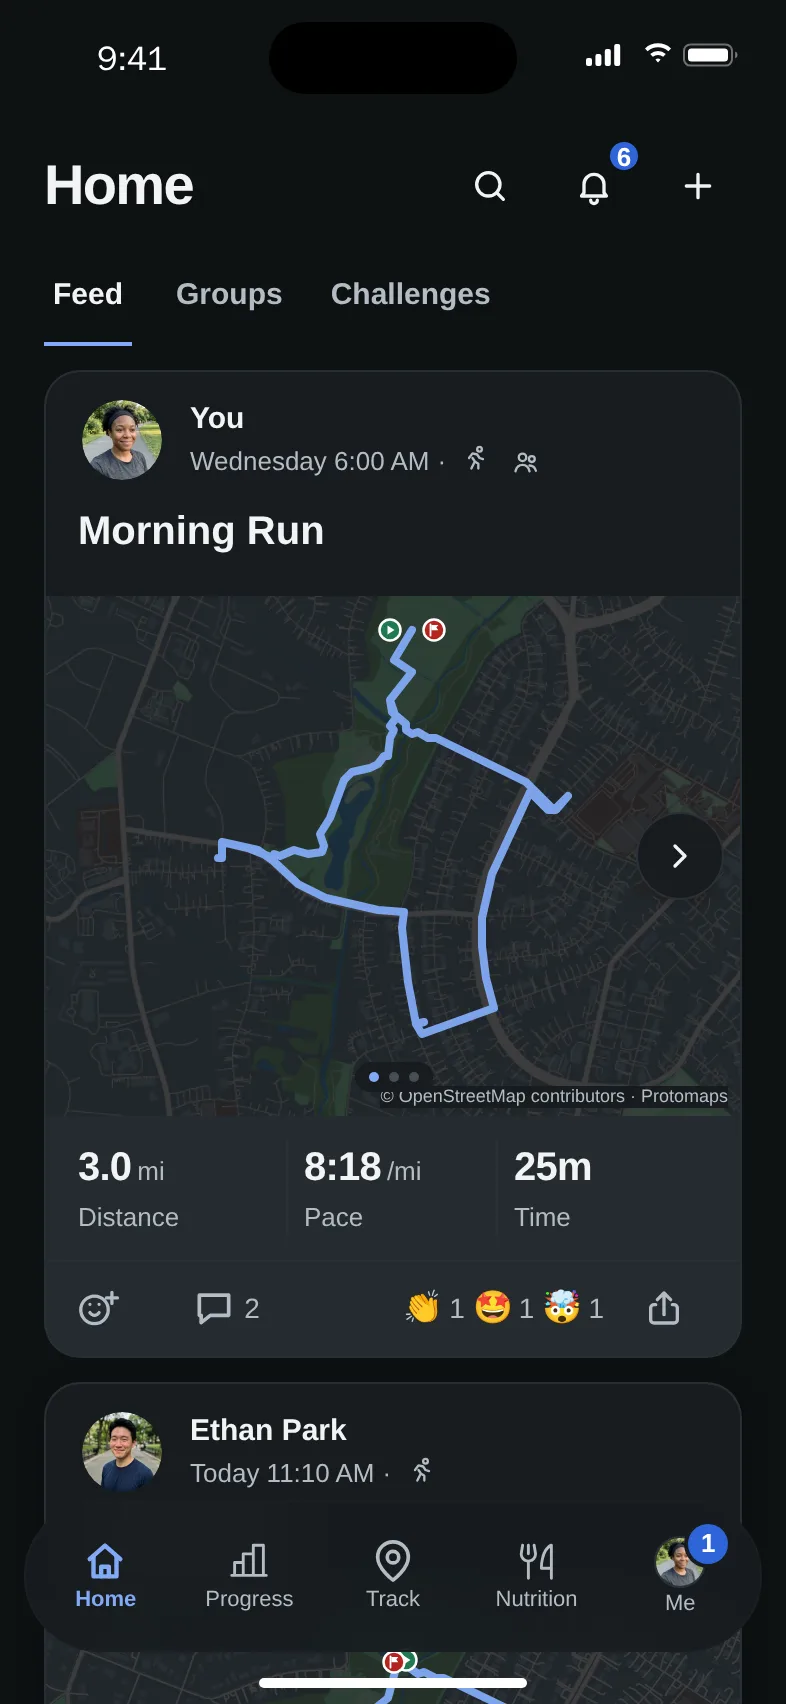 9:41
Home
6
Feed Groups Challenges
You
Wednesday 6:00 AM ·
Morning Run
© OpenStreetMap contributors · Protomaps
3.0 mi 8:18 /mi 25m
Distance Pace Time
2 👏 1 🤩 1 🤯 1
Ethan Park
Today 11:10 AM ·
1
Home Progress Track Nutrition Me